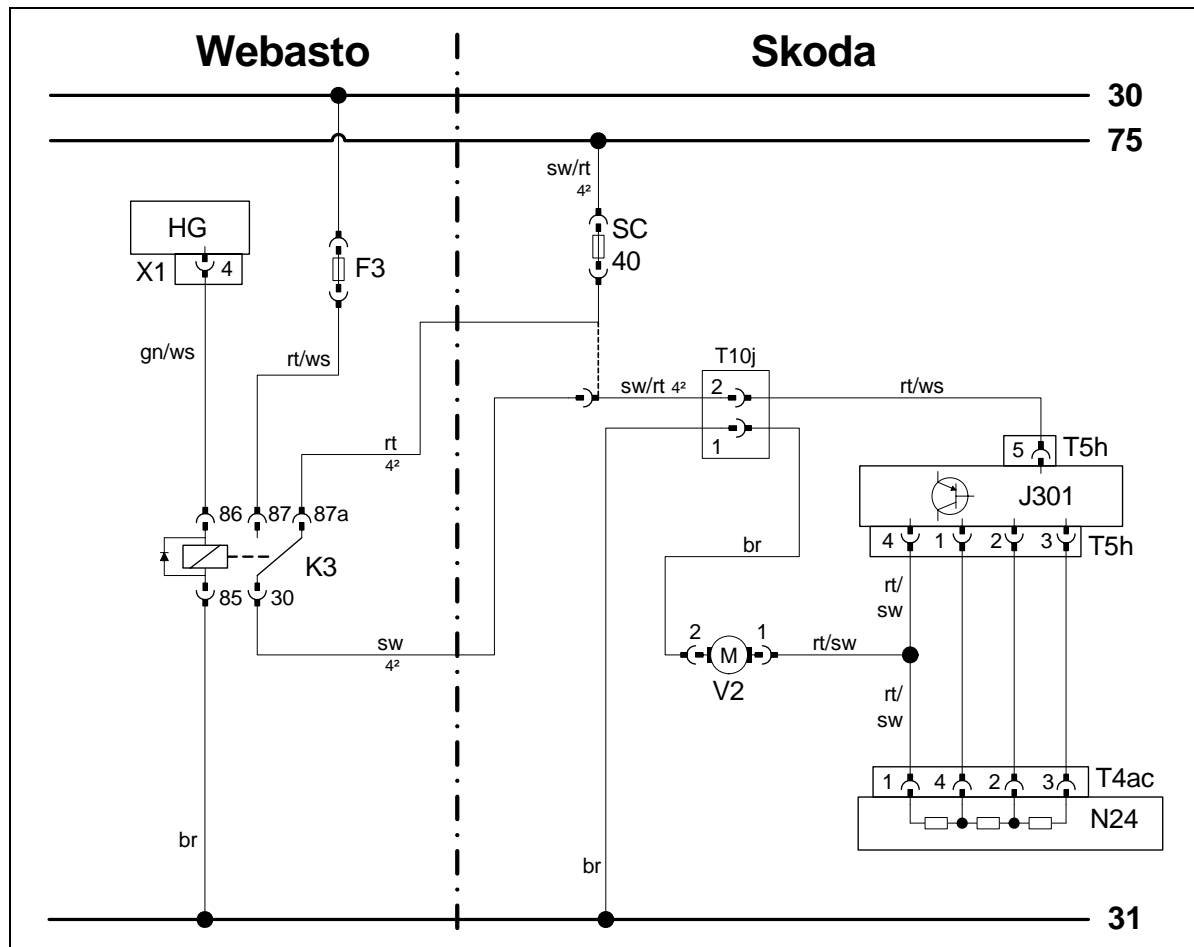 Webasto
Skoda
30
75
sw/rt
4²
HG
SC
40
X1
4
F3
gn/ws
rt/ws
T10j
sw/rt 4²
2
rt/ws
1
5
T5h
rt
4²
J301
86
87
87a
4
1
2
3
T5h
br
K3
85
30
rt/
sw
sw
4²
2
1
rt/sw
M
V2
rt/
sw
1
4
2
3
T4ac
N24
br
br
31